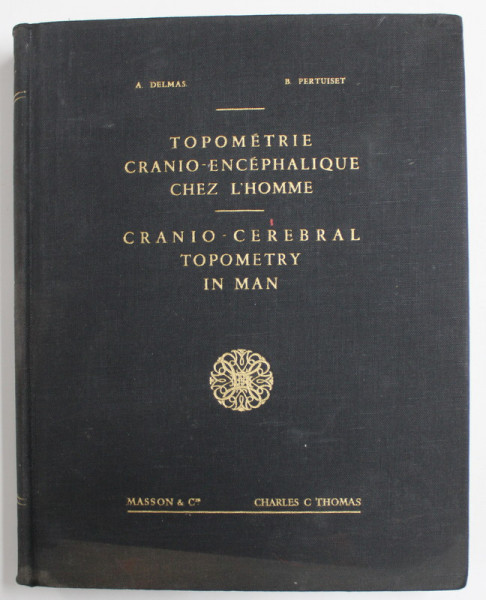 A. DELMAS. B. PERTUISET
TOPOMÉTRIE
CRANIO-ENCÉPHALIQUE
CHEZ L'HOMME
CRANIO-CEREBRAL
TOPOMETRY
IN MAN
MASSON & Cie CHARLES C THOMAS